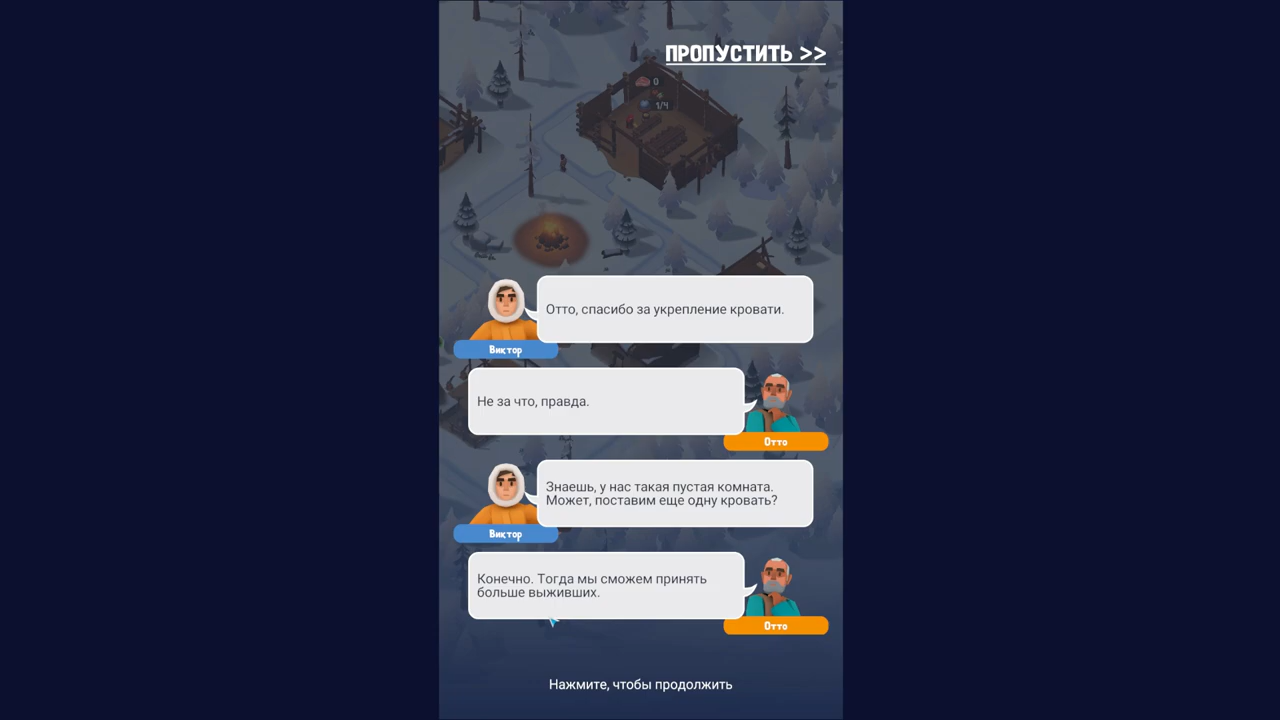 ПРОПУСТИТЬ >>
0
1/4
Отто, спасибо за укрепление кровати.
Виктор
Не за что, правда.
Отто
Знаешь, у нас такая пустая комната.
Может, поставим еще одну кровать?
Виктор
Конечно. Тогда мы сможем принять
больше выживших.
Отто
Нажмите, чтобы продолжить